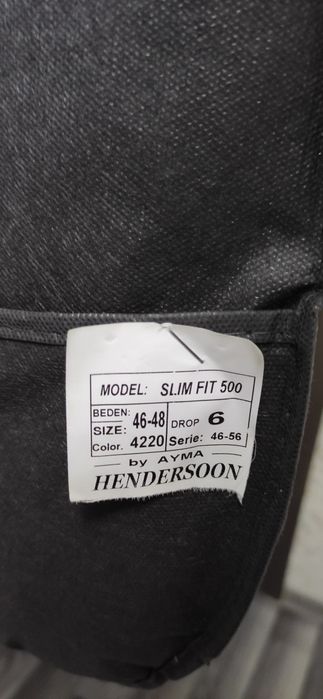 MODEL: SLIM FIT 500
BEDEN: 46-48 DROP 6
SIZE:
Color. 4220 Serie: 46-56
by AYMA
HENDERSOON